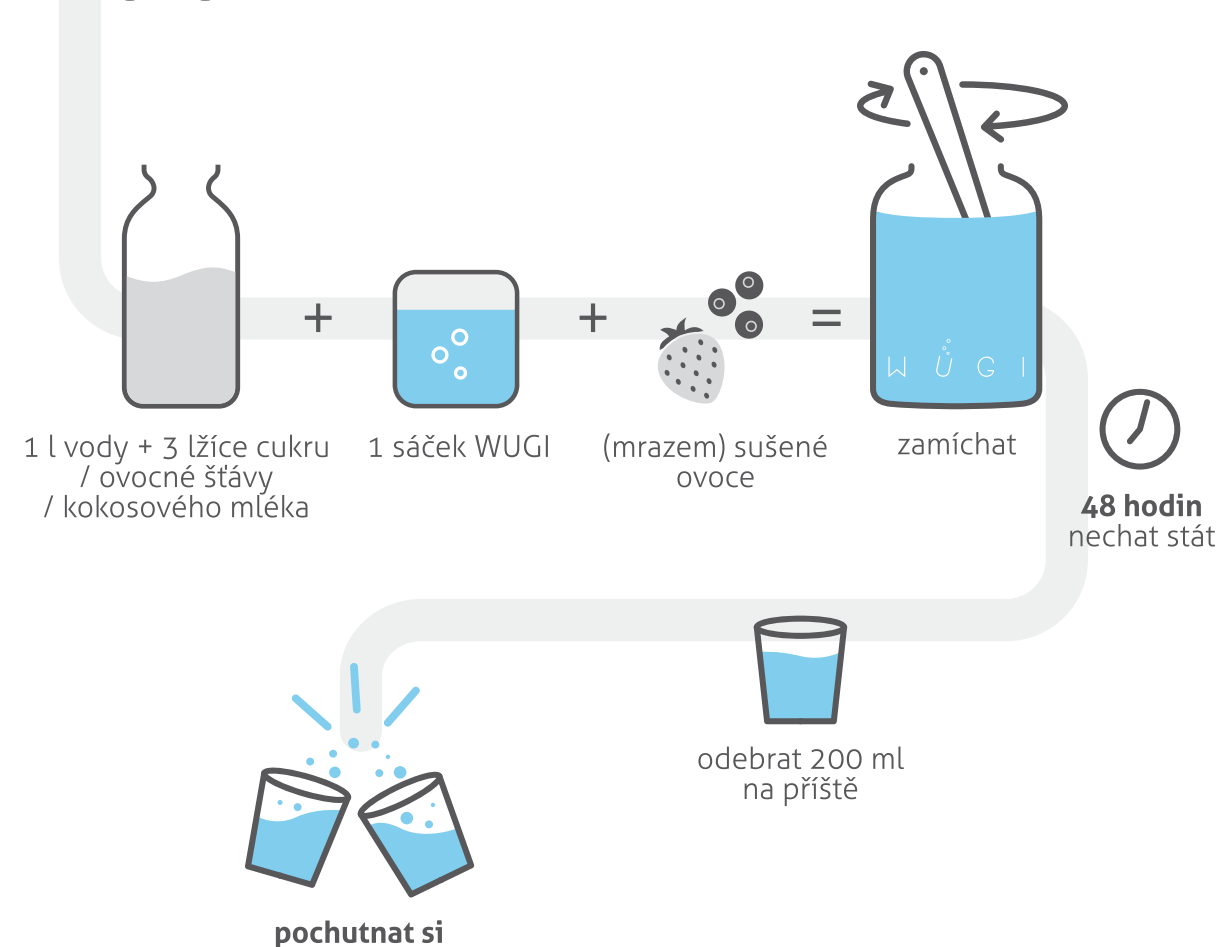 +
+
=
W Ů G I
1 l vody + 3 lžíce cukru
/ ovocné šťávy
/ kokosového mléka
1 sáček WUGI
(mrazem) sušené
ovoce
zamíchat
48 hodin
nechat stát
odebrat 200 ml
na příště
pochutnat si